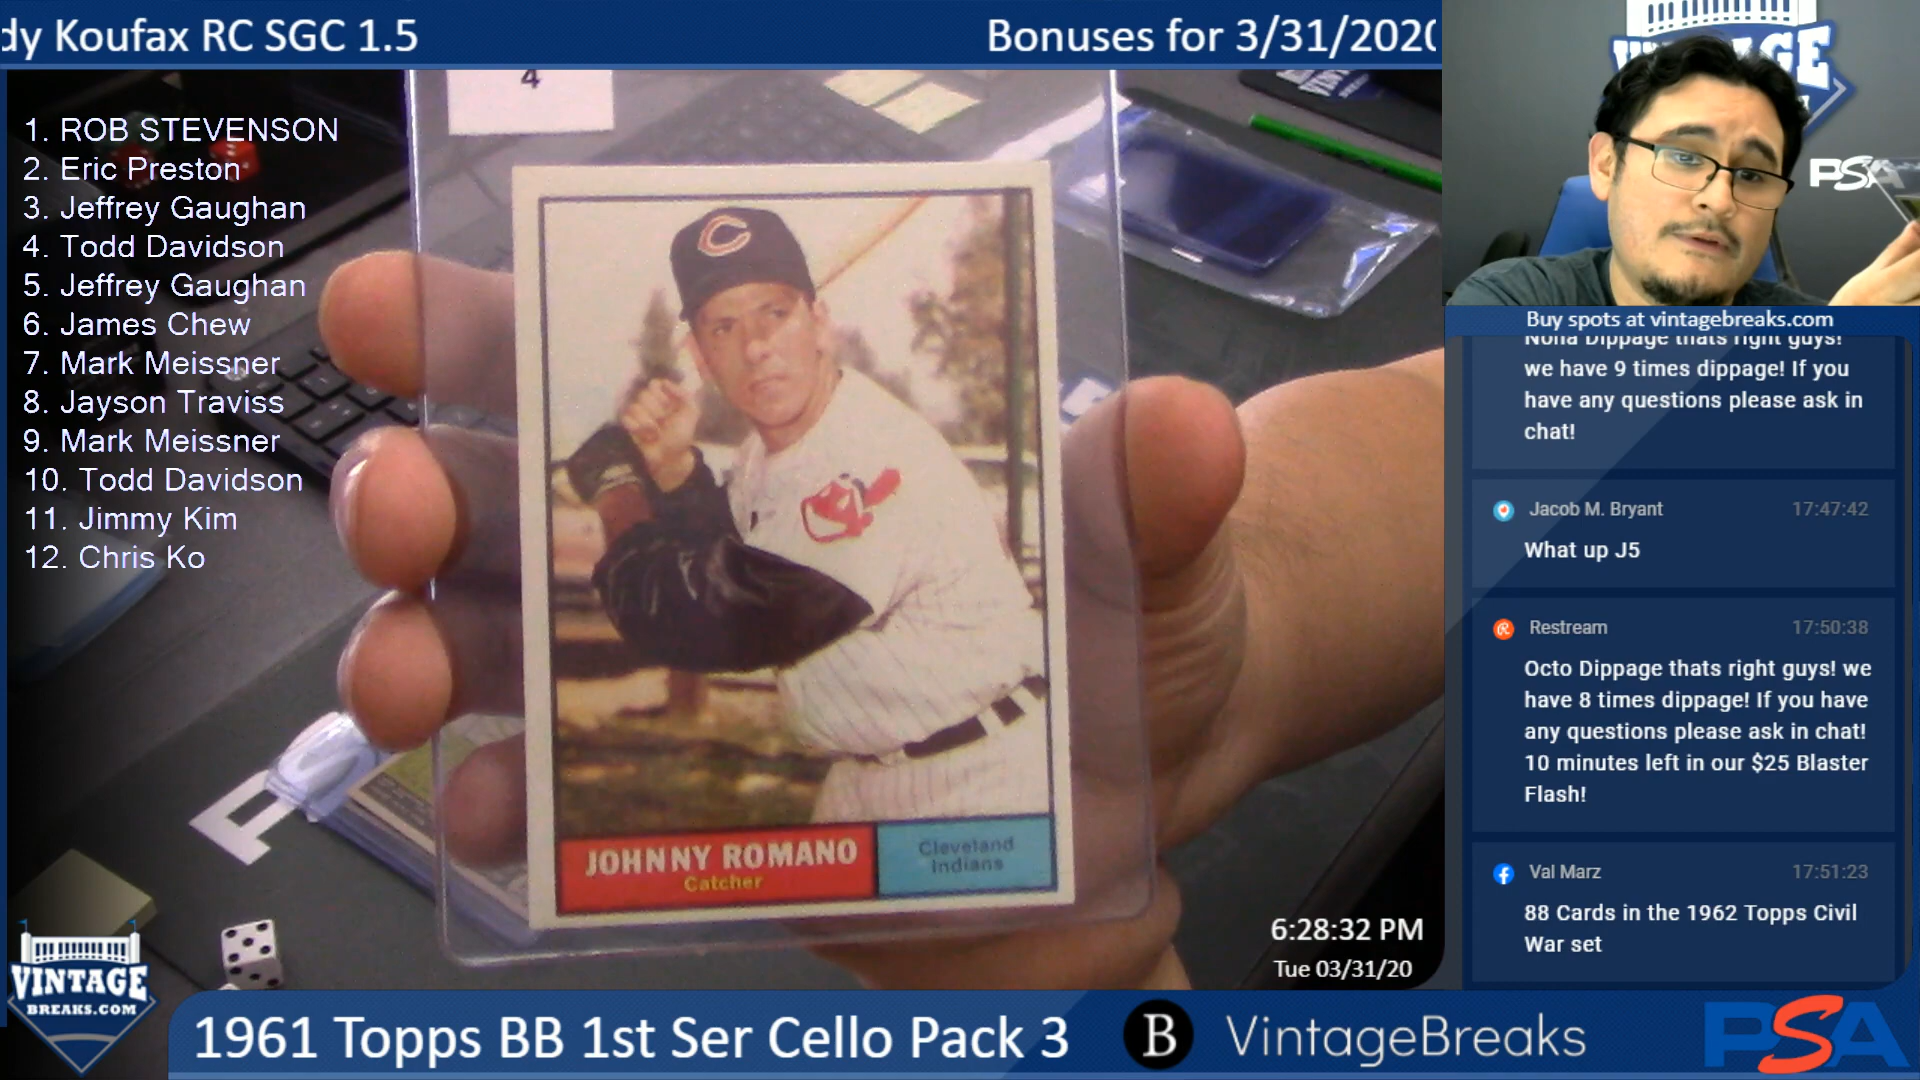 dy Koufax RC SGC 1.5
Bonuses for 3/31/2020
4
1. ROB STEVENSON
2. Eric Preston
3. Jeffrey Gaughan
4. Todd Davidson
5. Jeffrey Gaughan
6. James Chew
7. Mark Meissner
8. Jayson Traviss
9. Mark Meissner
10. Todd Davidson
11. Jimmy Kim
12. Chris Ko
C
JOHNNY ROMANO
Catcher
Cleveland
Indians
6:28:32 PM
Tue 03/31/20
VINTAGE
BREAKS.COM
1961 Topps BB 1st Ser Cello Pack 3
B VintageBreaks
PSA
PSA
Buy spots at vintagebreaks.com
Nona Dippage thats right guys!
we have 9 times dippage! If you
have any questions please ask in
chat!
Jacob M. Bryant 17:47:42
What up J5
Restream 17:50:38
Octo Dippage thats right guys! we
have 8 times dippage! If you have
any questions please ask in chat!
10 minutes left in our $25 Blaster
Flash!
Val Marz 17:51:23
88 Cards in the 1962 Topps Civil
War set